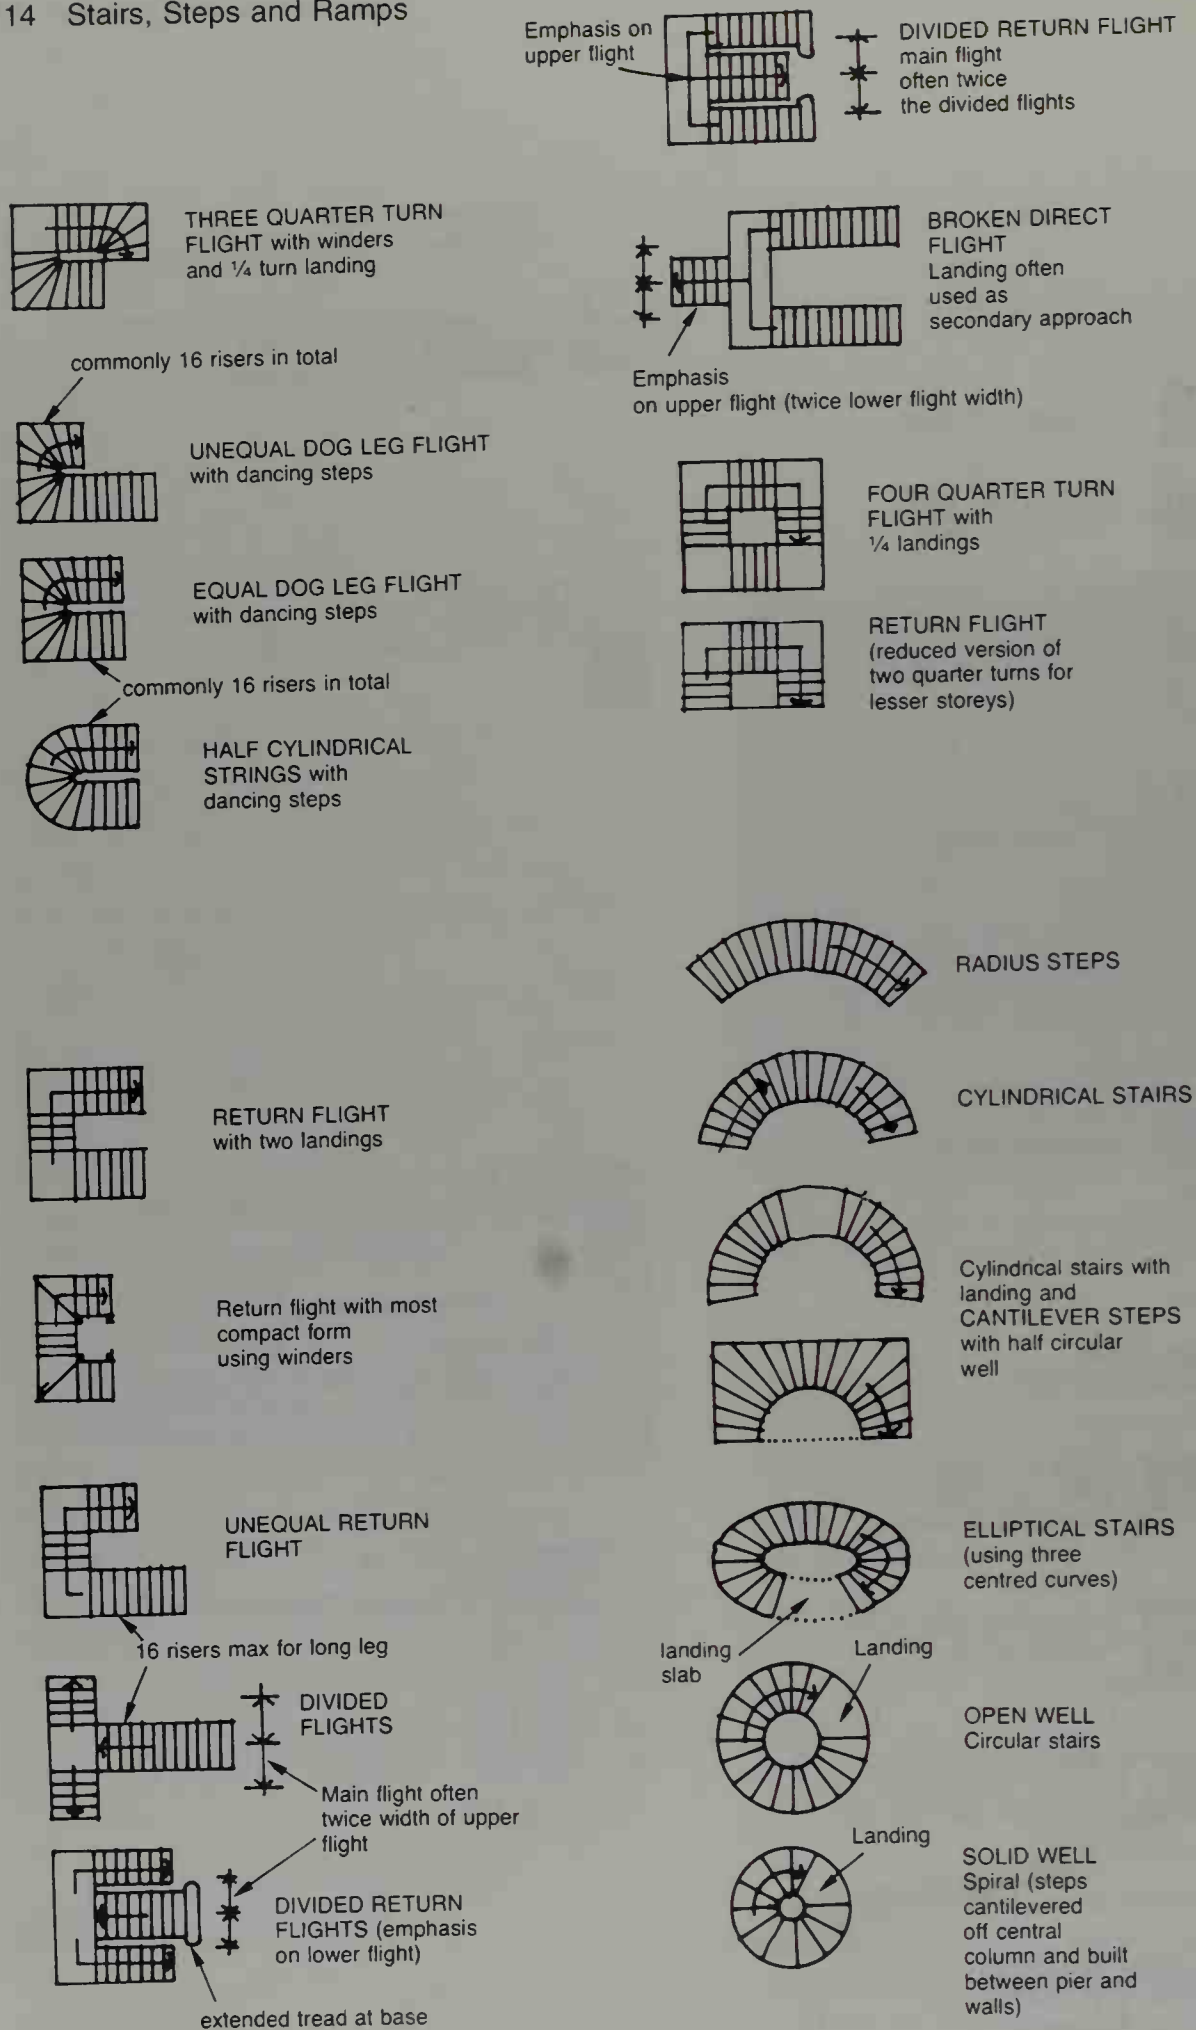 14 Stairs, Steps and Ramps
THREE QUARTER TURN
FLIGHT with winders
and ¼ turn landing
commonly 16 risers in total
UNEQUAL DOG LEG FLIGHT
with dancing steps
EQUAL DOG LEG FLIGHT
with dancing steps
commonly 16 risers in total
HALF CYLINDRICAL
STRINGS with
dancing steps
RETURN FLIGHT
with two landings
Return flight with most
compact form
using winders
UNEQUAL RETURN
FLIGHT
16 risers max for long leg
DIVIDED
FLIGHTS
Main flight often
twice width of upper
flight
DIVIDED RETURN
FLIGHTS (emphasis
on lower flight)
extended tread at base
Emphasis on
upper flight
DIVIDED RETURN FLIGHT
main flight
often twice
the divided flights
BROKEN DIRECT
FLIGHT
Landing often
used as
secondary approach
Emphasis
on upper flight (twice lower flight width)
FOUR QUARTER TURN
FLIGHT with
¼ landings
RETURN FLIGHT
(reduced version of
two quarter turns for
lesser storeys)
RADIUS STEPS
CYLINDRICAL STAIRS
Cylindrical stairs with
landing and
CANTILEVER STEPS
with half circular
well
ELLIPTICAL STAIRS
(using three
centred curves)
landing
slab
Landing
OPEN WELL
Circular stairs
Landing
SOLID WELL
Spiral (steps
cantilevered
off central
column and built
between pier and
walls)